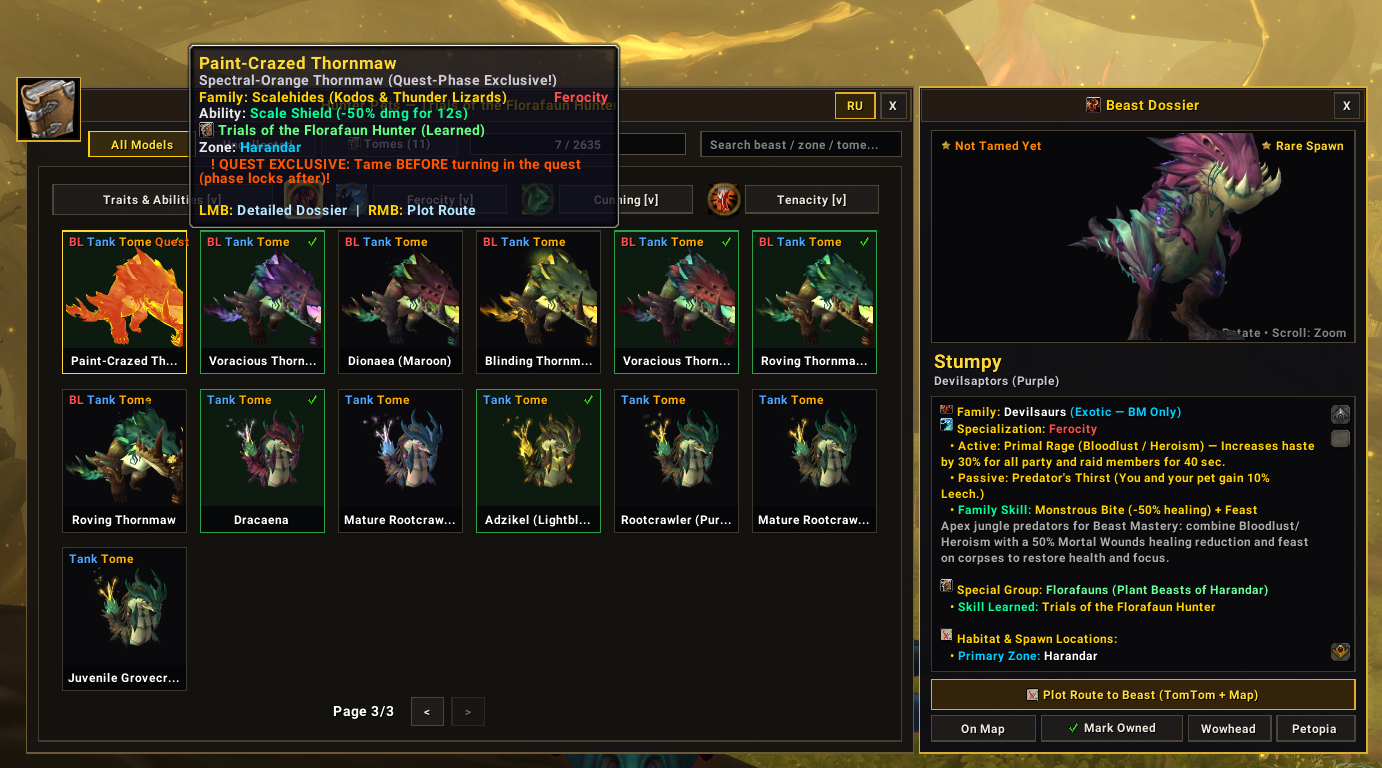 Paint-Crazed Thornmaw
Spectral-Orange Thornmaw (Quest-Phase Exclusive!)
Family: Scalehides (Kodos & Thunder Lizards) Ferocity
Ability: Scale Shield (-50% dmg for 12s)
Trials of the Florafaun Hunter (Learned)
Zone: Harandar
! QUEST EXCLUSIVE: Tame BEFORE turning in the quest
(phase locks after)!
LMB: Detailed Dossier | RMB: Plot Route
of the Florafaun Hunter
RU X
All Models
Tomes (11)
7 / 2635
Search beast / zone / tome...
Traits & Abilities [v]
Ferocity [v]
Cunning [v]
Tenacity [v]
BL Tank Tome Quest
Paint-Crazed Th...
BL Tank Tome
Voracious Thorn...
BL Tank Tome
Dionaea (Maroon)
BL Tank Tome
Blinding Thornm...
BL Tank Tome
Voracious Thorn...
BL Tank Tome
Roving Thornma...
BL Tank Tome
Roving Thornmaw
Tank Tome
Dracaena
Tank Tome
Mature Rootcraw...
Tank Tome
Adzikel (Lightbl...
Tank Tome
Rootcrawler (Pur...
Tank Tome
Mature Rootcraw...
Tank Tome
Juvenile Grovecr...
Page 3/3 < >
Beast Dossier X
Not Tamed Yet
Rare Spawn
Rotate • Scroll: Zoom
Stumpy
Devilsaptors (Purple)
Family: Devilsaurs (Exotic — BM Only)
Specialization: Ferocity
• Active: Primal Rage (Bloodlust / Heroism) — Increases haste
by 30% for all party and raid members for 40 sec.
• Passive: Predator's Thirst (You and your pet gain 10%
Leech.)
• Family Skill: Monstrous Bite (-50% healing) + Feast
Apex jungle predators for Beast Mastery: combine Bloodlust/
Heroism with a 50% Mortal Wounds healing reduction and feast
on corpses to restore health and focus.
Special Group: Florafauns (Plant Beasts of Harandar)
• Skill Learned: Trials of the Florafaun Hunter
Habitat & Spawn Locations:
• Primary Zone: Harandar
Plot Route to Beast (TomTom + Map)
On Map
Mark Owned
Wowhead
Petopia